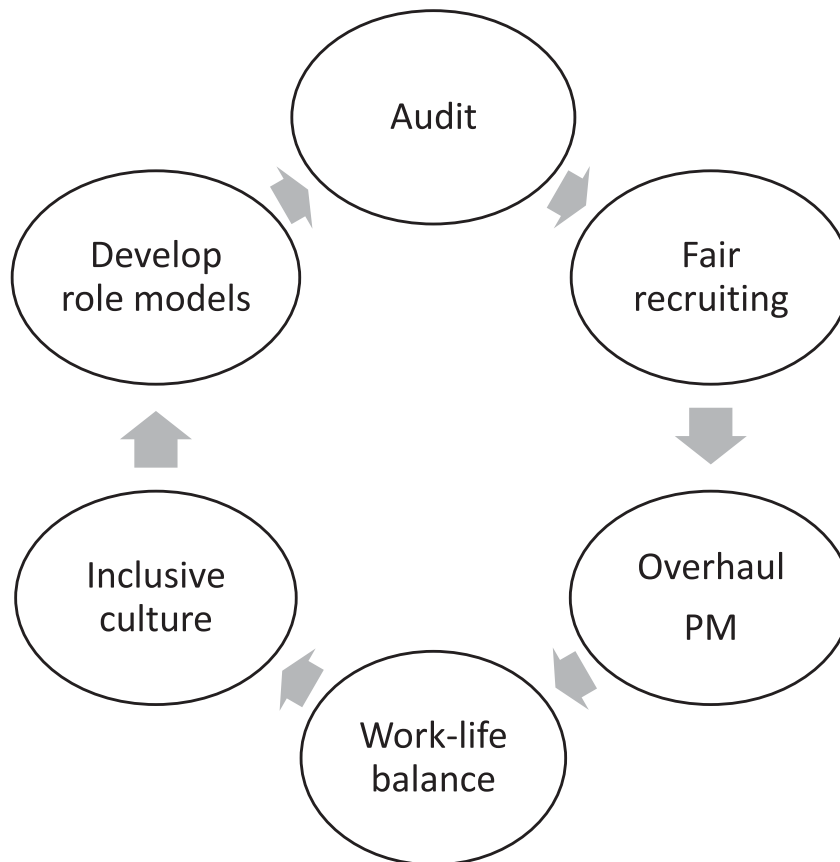 Audit
Fair
recruiting
Overhaul
PM
Work-life
balance
Inclusive
culture
Develop
role models